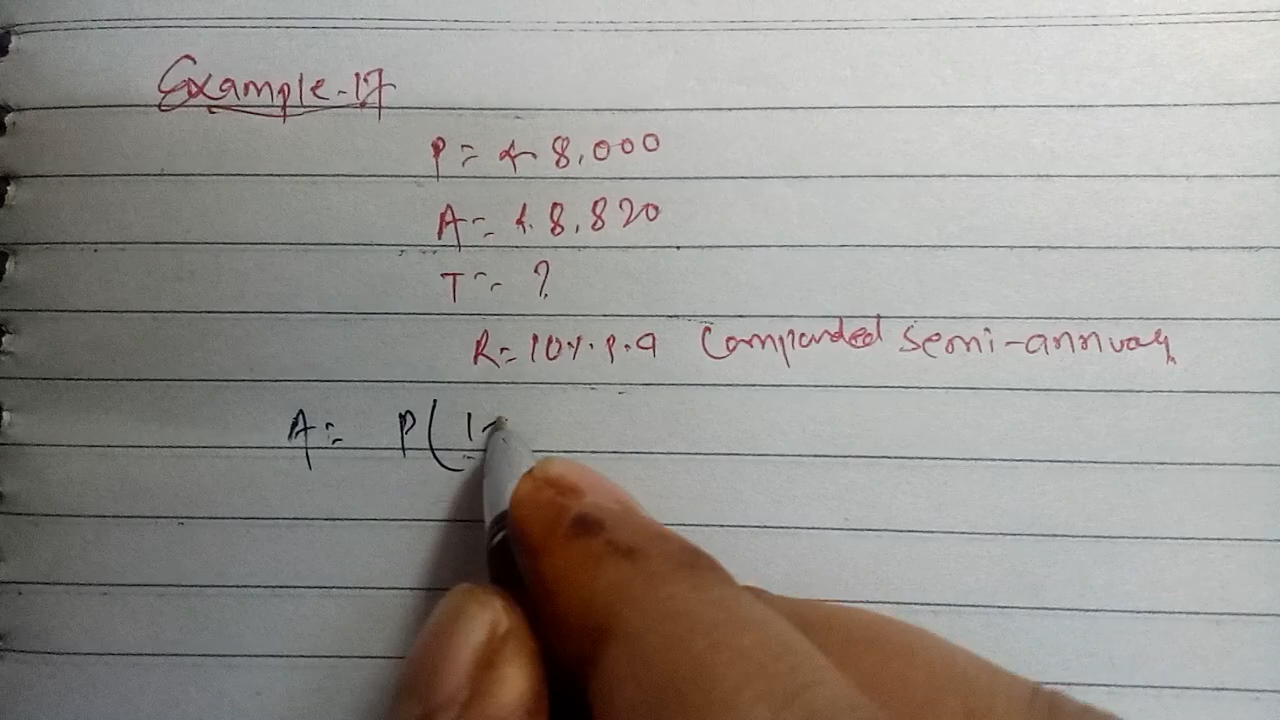 Example-17
P = ₹ 8,000
A = ₹ 8,820
T = ?
R = 10% p.a Compounded semi-annualy
A = P(1